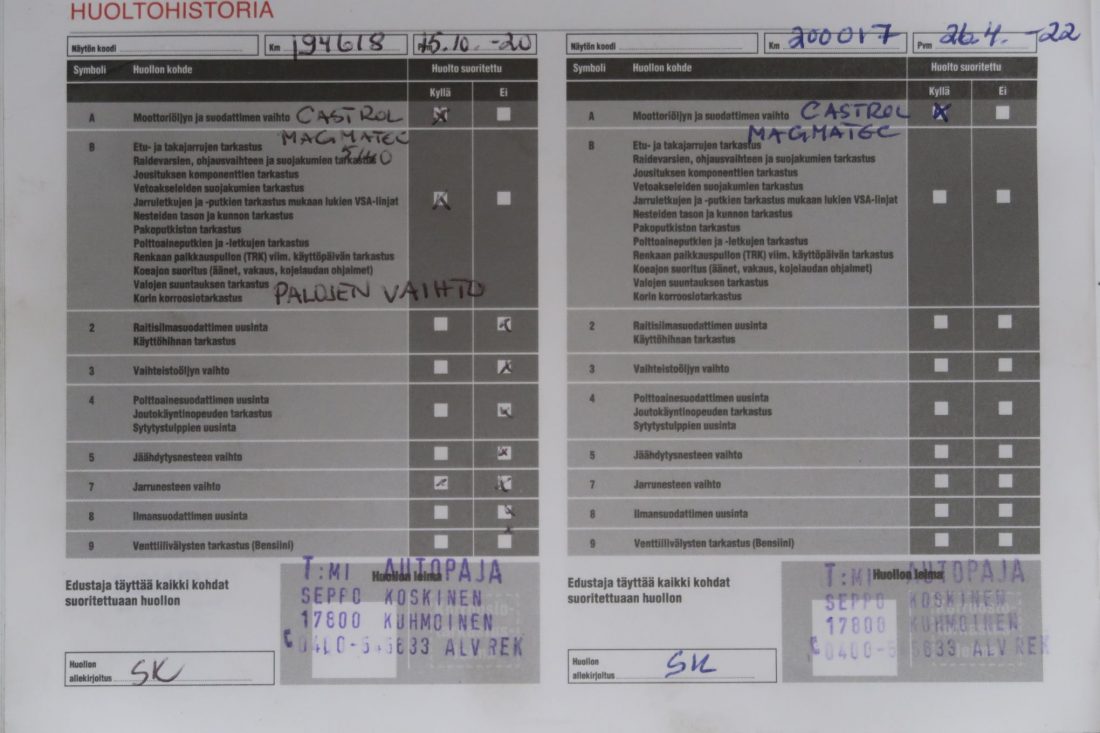 HUOLTOHISTORIA
Näytön koodi
Km 194618
Pvm 15.10. -20
Symboli Huollon kohde Huolto suoritettu
Kyllä Ei
A Moottoriöljyn ja suodattimen vaihto CASTROL
MAGMATEC
B Etu- ja takajarrujen tarkastus
Raidevarsien, ohjausvaihteen ja suojakumien tarkastus
Jousituksen komponenttien tarkastus
Vetoakseleiden suojakumien tarkastus
Jarruletkujen ja -putkien tarkastus mukaan lukien VSA-linjat
Nesteiden tason ja kunnon tarkastus
Pakoputkiston tarkastus
Polttoaineputkien ja -letkujen tarkastus
Renkaan paikkauspullon (TRK) viim. käyttöpäivän tarkastus
Koeajon suoritus (äänet, vakaus, kojelaudan ohjaimet)
Valojen suuntauksen tarkastus
Korin korroosiotarkastus PALOJEN VAIHTO
2 Raitisilmasuodattimen uusinta
Käyttöhihnan tarkastus
3 Vaihteistoöljyn vaihto
4 Polttoainesuodattimen uusinta
Joutokäyntinopeuden tarkastus
Sytytystulppien uusinta
5 Jäähdytysnesteen vaihto
7 Jarrunesteen vaihto
8 Ilmansuodattimen uusinta
9 Venttiilivälysten tarkastus (Bensiini)
Edustaja täyttää kaikki kohdat
suoritettuaan huollon
Huollon leima
T:MI AUTOPAJA
SEPPO KOSKINEN
17800 KUHMOINEN
0400-545633 ALV REK
Huollon
allekirjoitus SK
Näytön koodi
Km 200017
Pvm 26.4. -22
Symboli Huollon kohde Huolto suoritettu
Kyllä Ei
A Moottoriöljyn ja suodattimen vaihto CASTROL
MAGMATEC
B Etu- ja takajarrujen tarkastus
Raidevarsien, ohjausvaihteen ja suojakumien tarkastus
Jousituksen komponenttien tarkastus
Vetoakseleiden suojakumien tarkastus
Jarruletkujen ja -putkien tarkastus mukaan lukien VSA-linjat
Nesteiden tason ja kunnon tarkastus
Pakoputkiston tarkastus
Polttoaineputkien ja -letkujen tarkastus
Renkaan paikkauspullon (TRK) viim. käyttöpäivän tarkastus
Koeajon suoritus (äänet, vakaus, kojelaudan ohjaimet)
Valojen suuntauksen tarkastus
Korin korroosiotarkastus
2 Raitisilmasuodattimen uusinta
Käyttöhihnan tarkastus
3 Vaihteistoöljyn vaihto
4 Polttoainesuodattimen uusinta
Joutokäyntinopeuden tarkastus
Sytytystulppien uusinta
5 Jäähdytysnesteen vaihto
7 Jarrunesteen vaihto
8 Ilmansuodattimen uusinta
9 Venttiilivälysten tarkastus (Bensiini)
Edustaja täyttää kaikki kohdat
suoritettuaan huollon
Huollon leima
T:MI AUTOPAJA
SEPPO KOSKINEN
17800 KUHMOINEN
ALV REK
Huollon
allekirjoitus SK